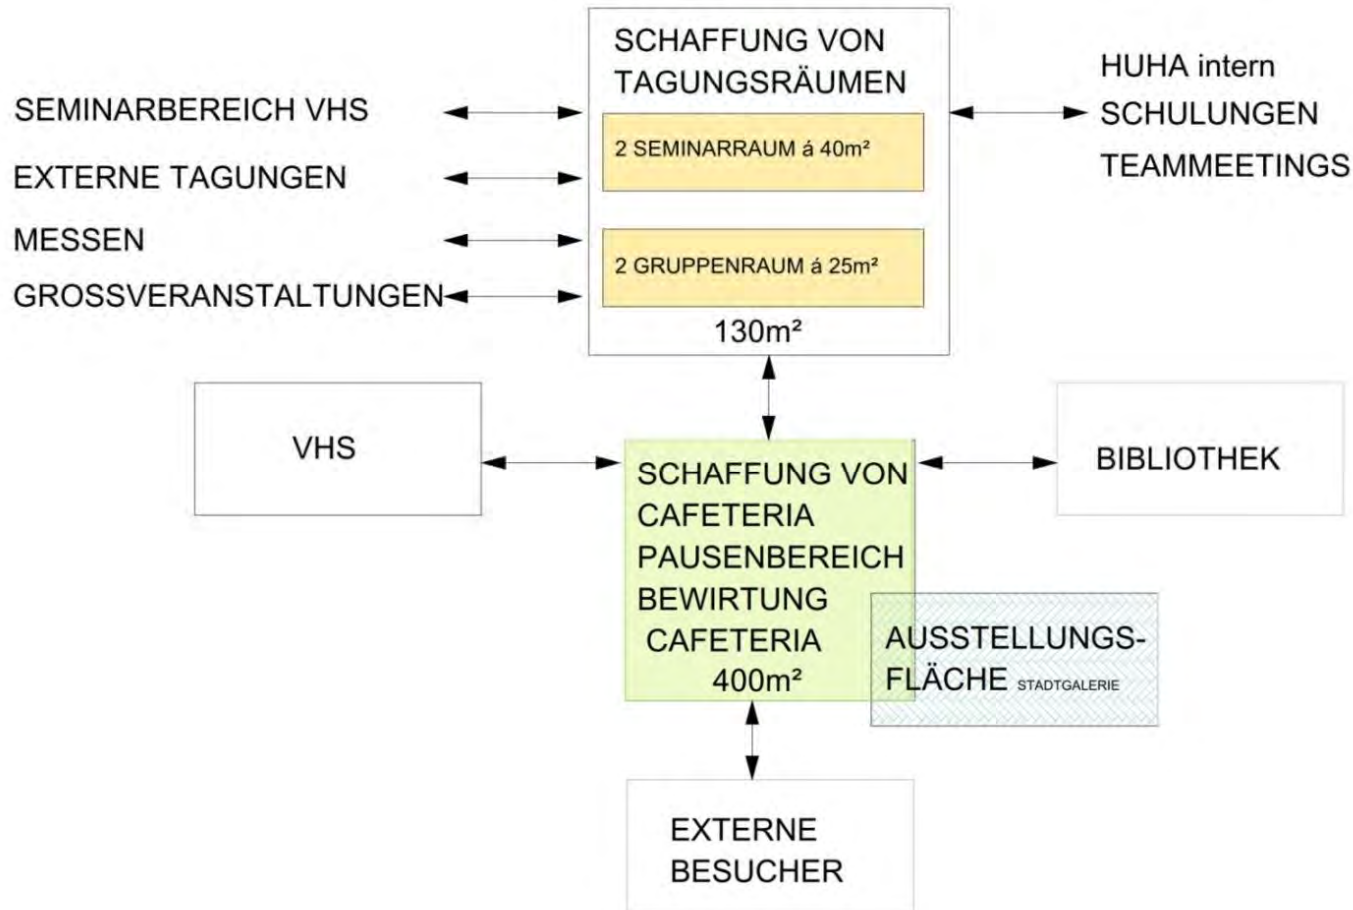 SCHAFFUNG VON
TAGUNGSRÄUMEN
2 SEMINARRAUM á 40m²
2 GRUPPENRAUM á 25m²
130m²
SEMINARBEREICH VHS
EXTERNE TAGUNGEN
MESSEN
GROSSVERANSTALTUNGEN
HUHA intern
SCHULUNGEN
TEAMMEETINGS
VHS
SCHAFFUNG VON
CAFETERIA
PAUSENBEREICH
BEWIRTUNG
CAFETERIA
400m²
BIBLIOTHEK
AUSSTELLUNGS-
FLÄCHE STADTGALERIE
EXTERNE
BESUCHER